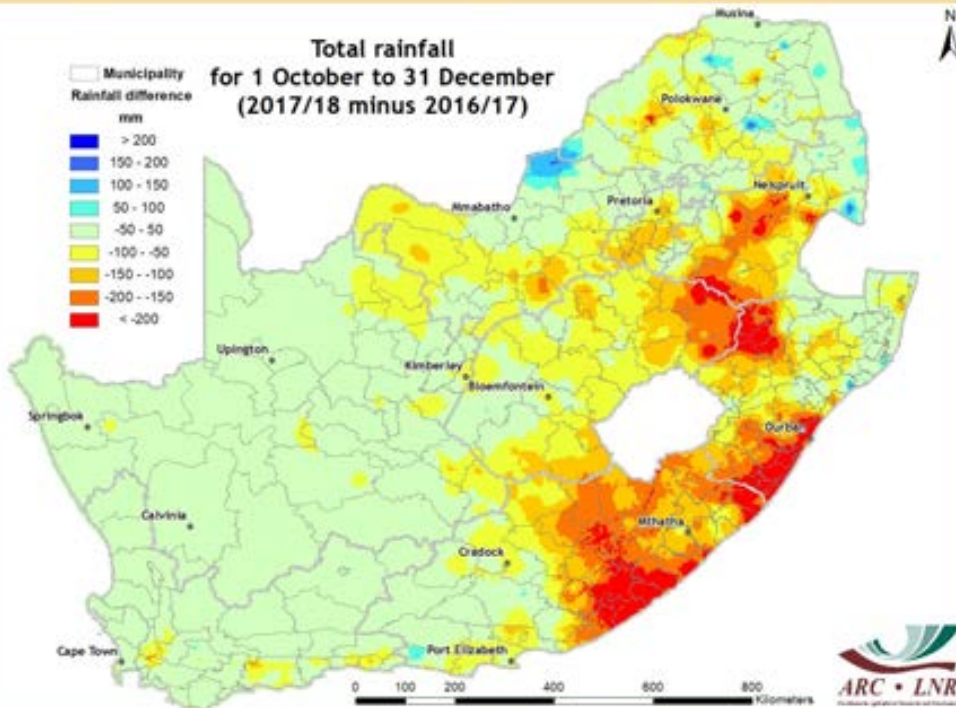 Total rainfall
for 1 October to 31 December
(2017/18 minus 2016/17)
N
Municipality
Rainfall difference
mm
> 200
150 - 200
100 - 150
50 - 100
-50 - 50
-100 - -50
-150 - -100
-200 - -150
< -200
Musina
Polokwane
Nelspruit
Pretoria
Mmabatho
Upington
Kimberley
Bloemfontein
Springbok
Durban
Calvinia
Mthatha
Cradock
Cape Town
Port Elizabeth
0 100 200 400 600 800
Kilometers
ARC • LNR